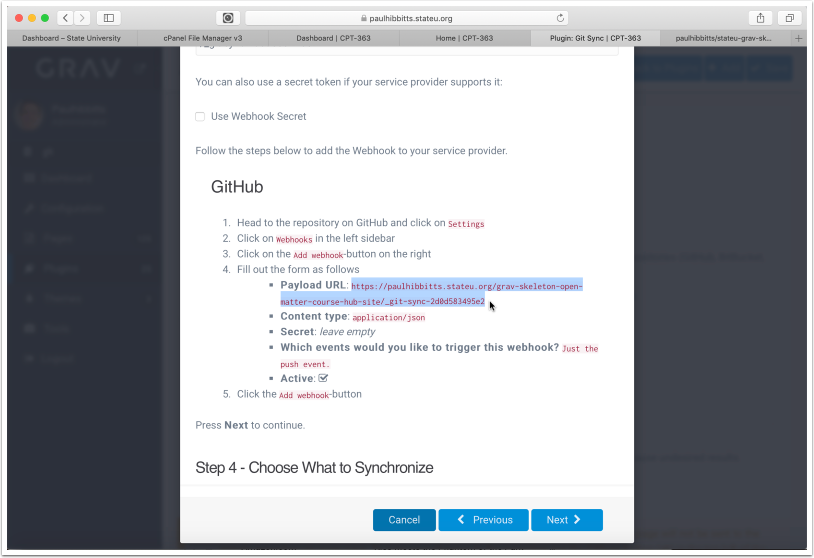 paulhibbitts.stateu.org
Dashboard – State University
cPanel File Manager v3
Dashboard | CPT-363
Home | CPT-363
Plugin: Git Sync | CPT-363
paulhibbitts/stateu-grav-sk...
GRAV
You can also use a secret token if your service provider supports it:
Use Webhook Secret
Follow the steps below to add the Webhook to your service provider.
GitHub
1. Head to the repository on GitHub and click on Settings
2. Click on Webhooks in the left sidebar
3. Click on the Add webhook-button on the right
4. Fill out the form as follows
Payload URL: https://paulhibbitts.stateu.org/grav-skeleton-open-
matter-course-hub-site/_git-sync-2d0d583495e2
Content type: application/json
Secret: leave empty
Which events would you like to trigger this webhook? Just the
push event.
Active:
5. Click the Add webhook-button
Press Next to continue.
Step 4 - Choose What to Synchronize
Cancel
Previous
Next